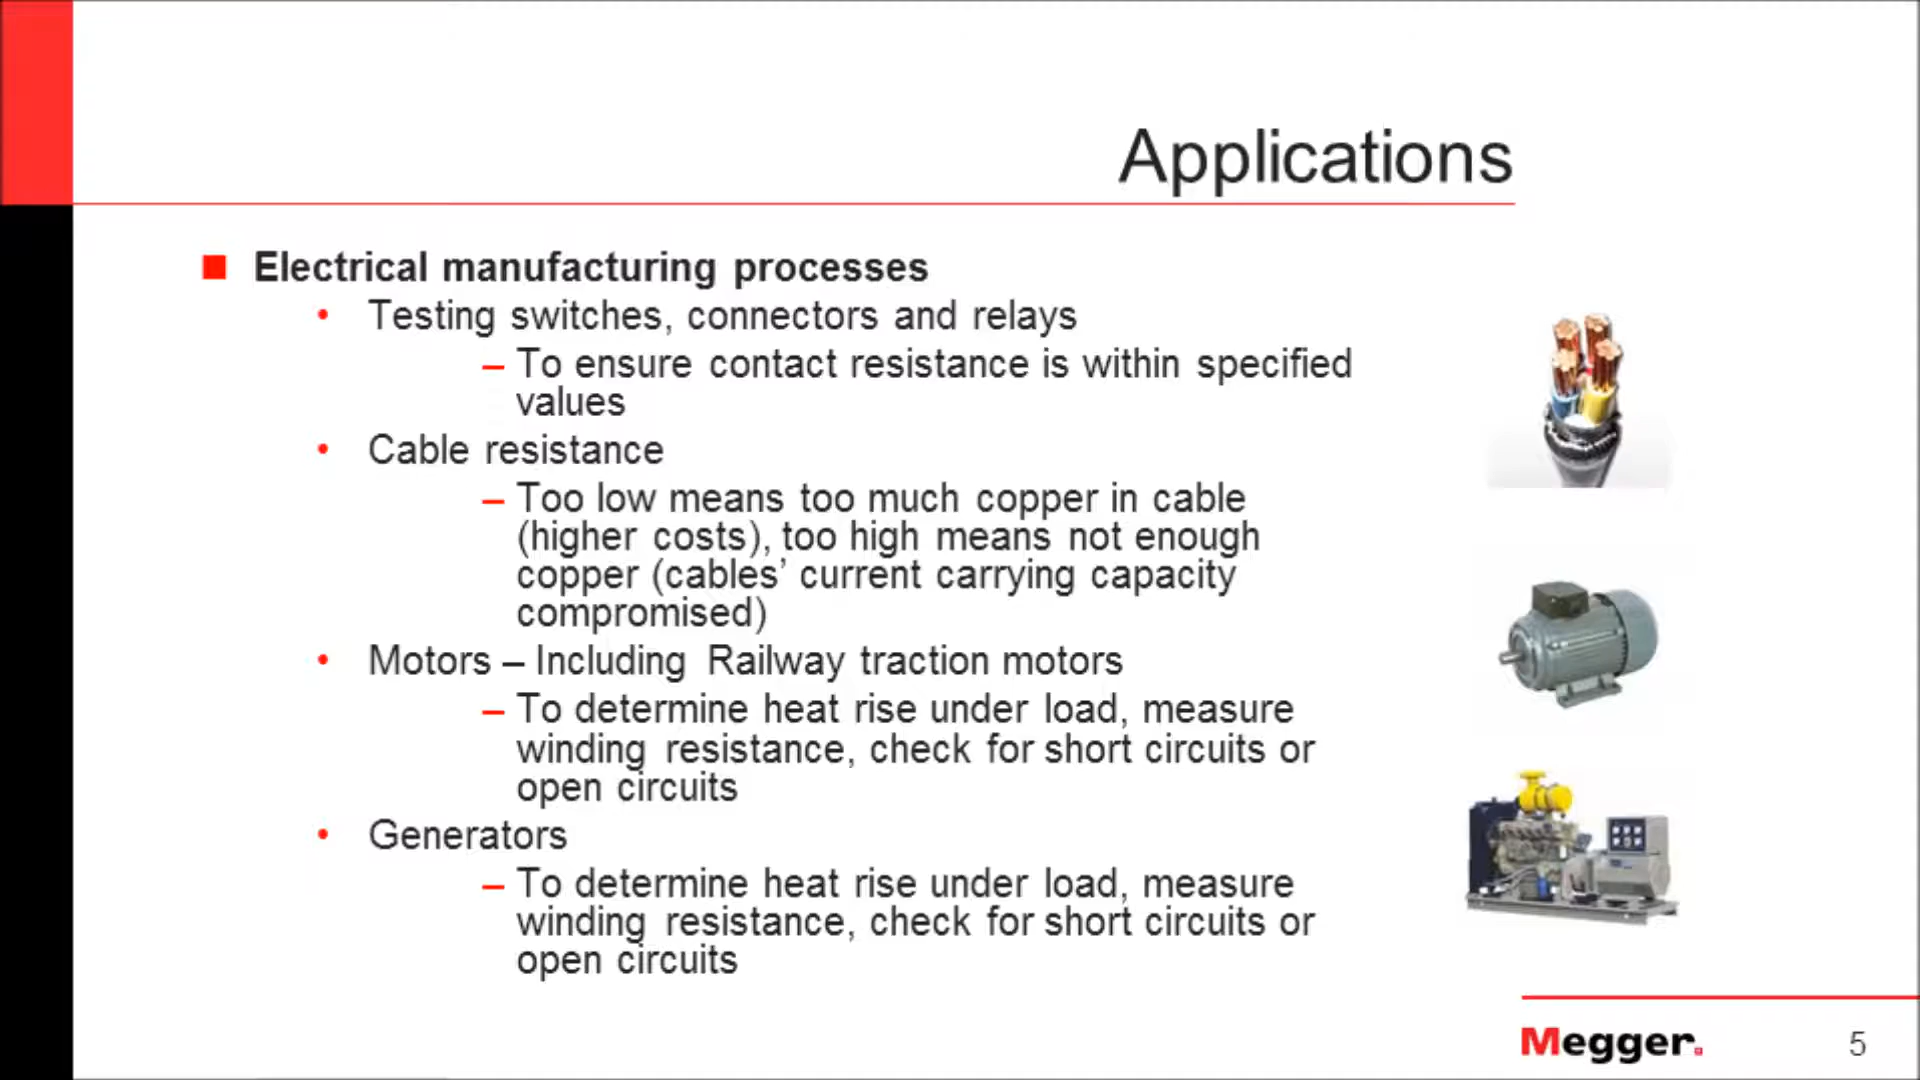 Applications
■ Electrical manufacturing processes
• Testing switches, connectors and relays
– To ensure contact resistance is within specified
values
• Cable resistance
– Too low means too much copper in cable
(higher costs), too high means not enough
copper (cables’ current carrying capacity
compromised)
• Motors – Including Railway traction motors
– To determine heat rise under load, measure
winding resistance, check for short circuits or
open circuits
• Generators
– To determine heat rise under load, measure
winding resistance, check for short circuits or
open circuits
Megger.
5